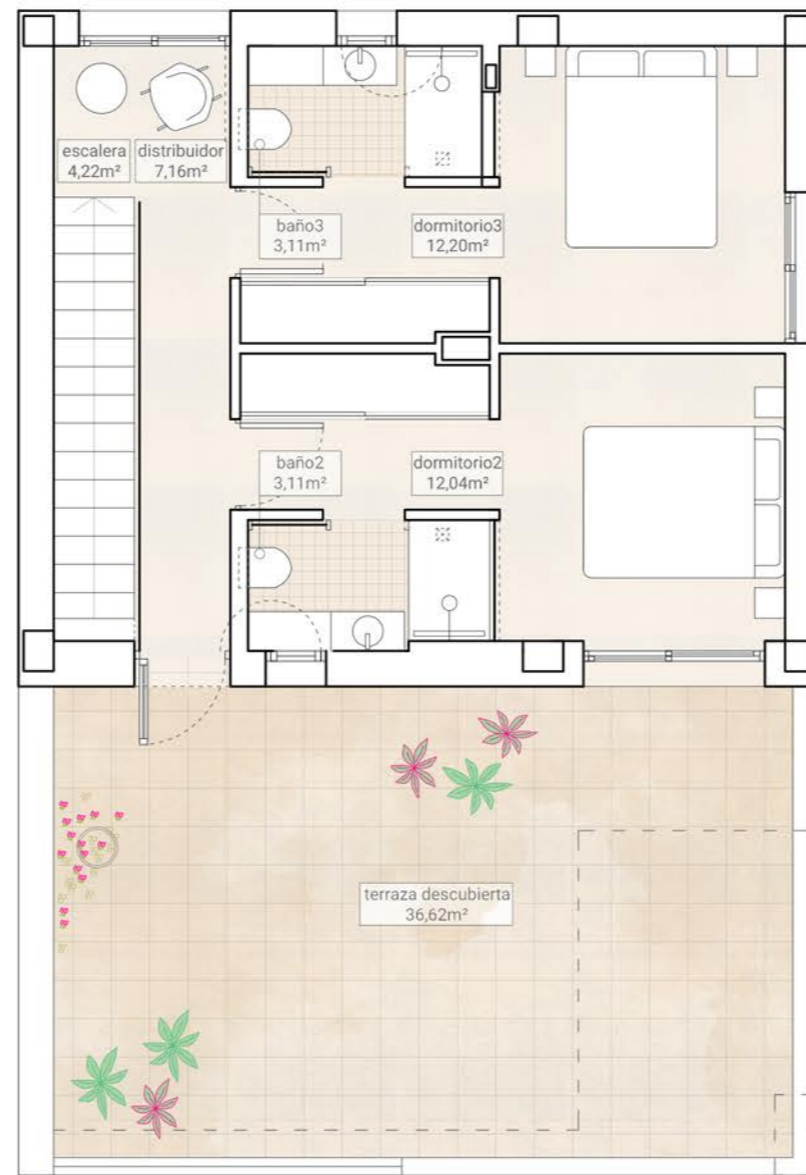 escalera
4,22m²
distribuidor
7,16m²
baño3
3,11m²
dormitorio3
12,20m²
baño2
3,11m²
dormitorio2
12,04m²
terraza descubierta
36,62m²